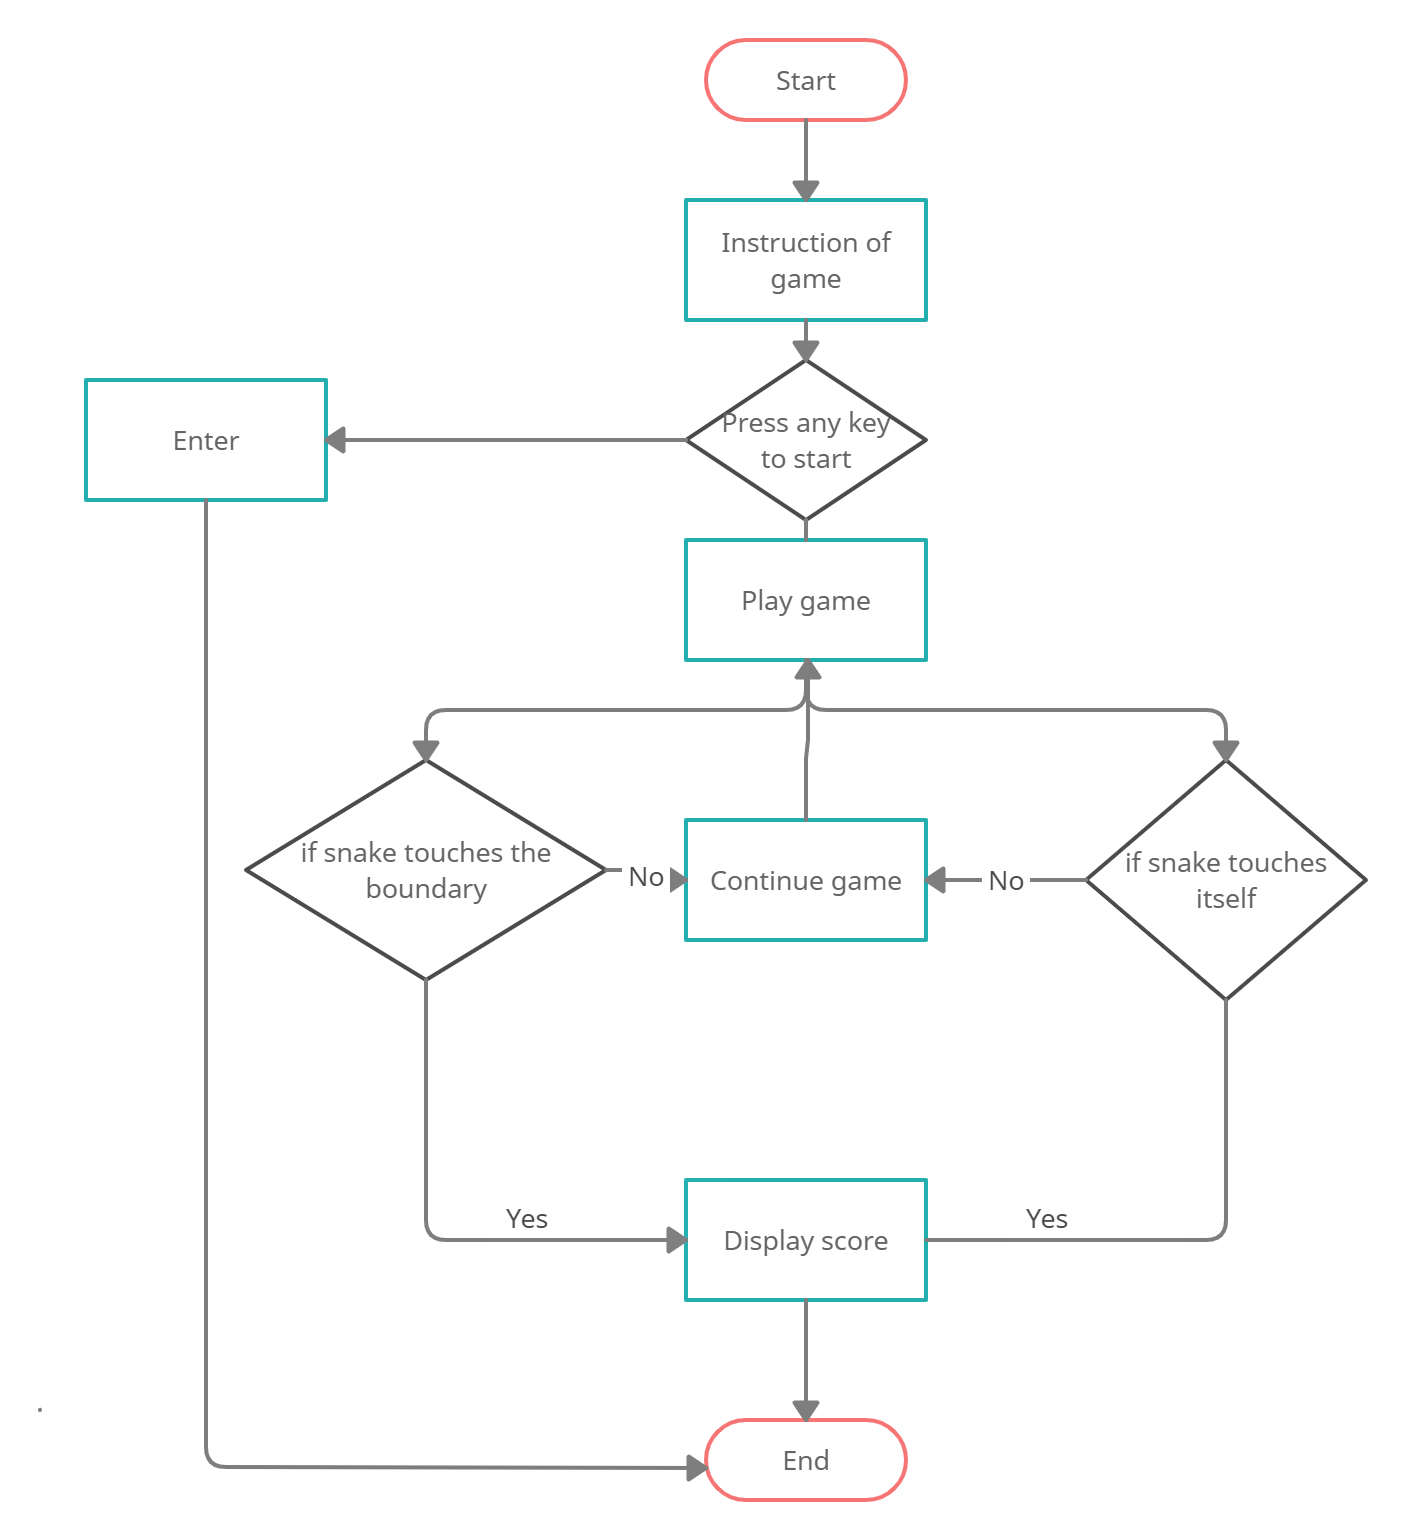 Start
Instruction of
game
Press any key
to start
Enter
Play game
if snake touches the
boundary
No
Continue game
No
if snake touches
itself
Yes
Display score
Yes
End